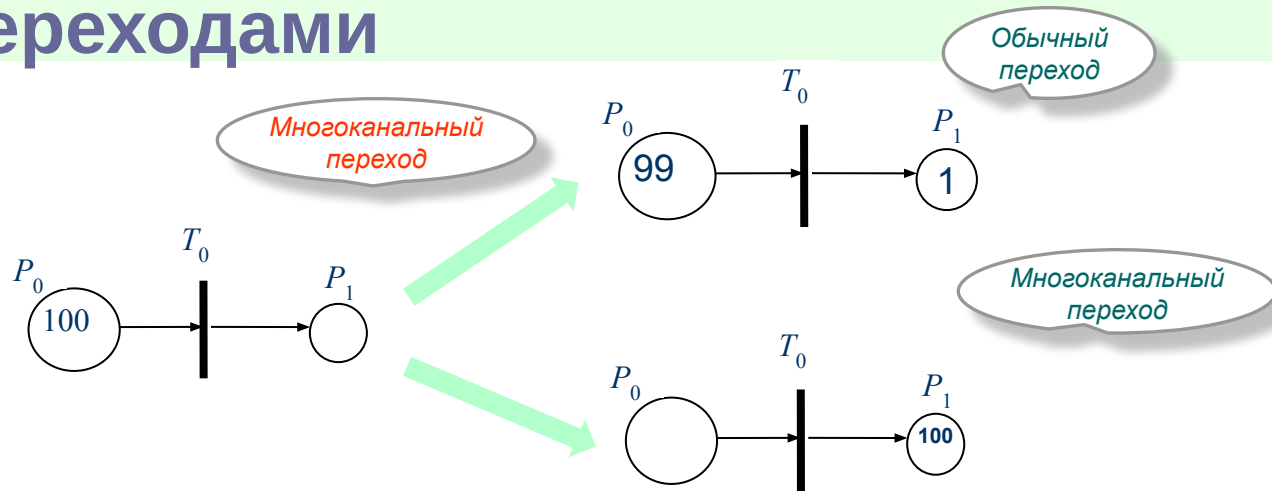 ереходами
Обычный
переход
Многоканальный
переход
T0
P0
P1
99
1
T0
P0
P1
100
Многоканальный
переход
T0
P0
P1
100